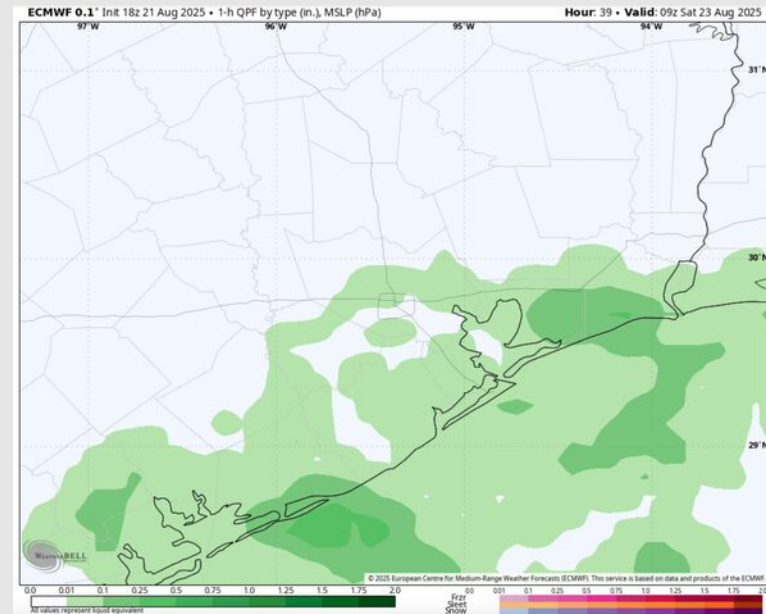 ECMWF 0.1° Init 18z 21 Aug 2025 • 1-h QPF by type (in.), MSLP (hPa) Hour: 39 • Valid: 09z Sat 23 Aug 2025
97°W 96°W 95°W 94°W
31°N
30°N
29°N
WEATHERBELL
© 2025 European Centre for Medium-Range Weather Forecasts (ECMWF). This service is based on data and products of the ECMWF
0.0 0.01 0.1 0.25 0.5 0.75 1.0 1.25 1.5 1.75 2.0 0.0 .01 0.1 0.25 0.5 0.75 1.0 1.25 1.5 1.75 2.0
All values represent liquid equivalent
Frzr
Sleet
Snow